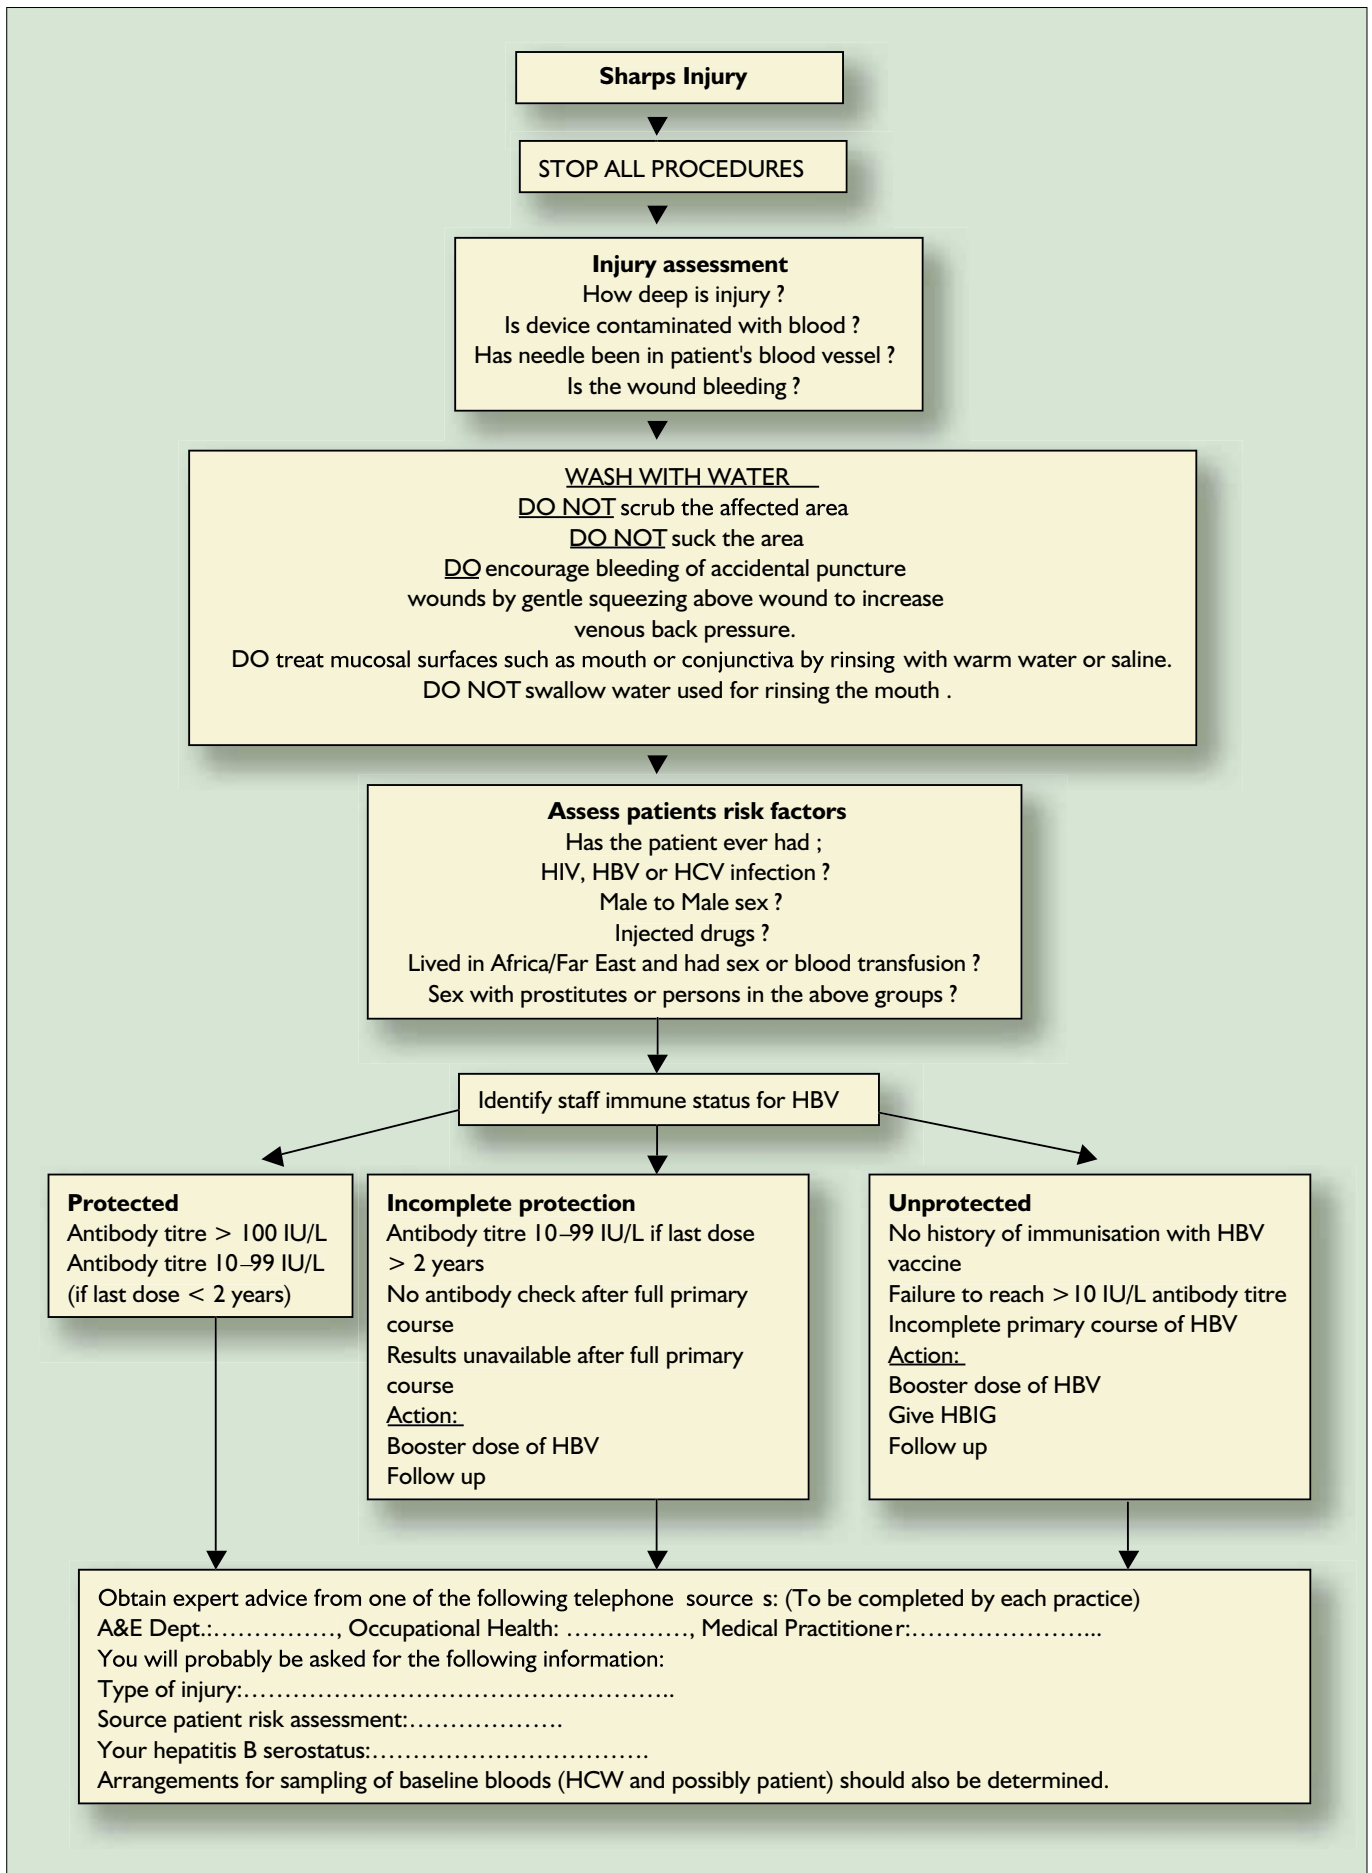 Sharps Injury
STOP ALL PROCEDURES
Injury assessment
How deep is injury ?
Is device contaminated with blood ?
Has needle been in patient's blood vessel ?
Is the wound bleeding ?
WASH WITH WATER
DO NOT scrub the affected area
DO NOT suck the area
DO encourage bleeding of accidental puncture
wounds by gentle squeezing above wound to increase
venous back pressure.
DO treat mucosal surfaces such as mouth or conjunctiva by rinsing with warm water or saline.
DO NOT swallow water used for rinsing the mouth .
Assess patients risk factors
Has the patient ever had ;
HIV, HBV or HCV infection ?
Male to Male sex ?
Injected drugs ?
Lived in Africa/Far East and had sex or blood transfusion ?
Sex with prostitutes or persons in the above groups ?
Identify staff immune status for HBV
Protected
Antibody titre > 100 IU/L
Antibody titre 10–99 IU/L
(if last dose < 2 years)
Incomplete protection
Antibody titre 10–99 IU/L if last dose
> 2 years
No antibody check after full primary
course
Results unavailable after full primary
course
Action:
Booster dose of HBV
Follow up
Unprotected
No history of immunisation with HBV
vaccine
Failure to reach >10 IU/L antibody titre
Incomplete primary course of HBV
Action:
Booster dose of HBV
Give HBIG
Follow up
Obtain expert advice from one of the following telephone source s: (To be completed by each practice)
A&E Dept.:……………, Occupational Health: ……………, Medical Practitioner:…………………...
You will probably be asked for the following information:
Type of injury:……………………………………………..
Source patient risk assessment:……………….
Your hepatitis B serostatus:…………………………….
Arrangements for sampling of baseline bloods (HCW and possibly patient) should also be determined.